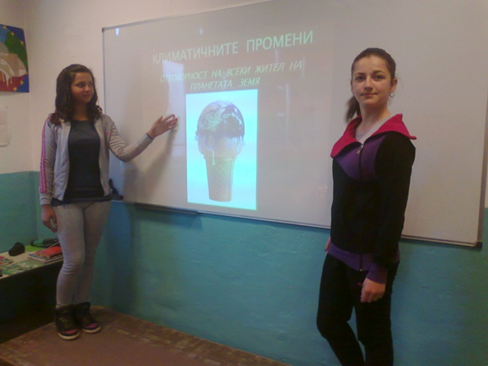 КЛИМАТИЧНИТЕ ПРОМЕНИ
ОТГОВОРНОСТ НА ВСЕКИ ЖИТЕЛ НА
ПЛАНЕТАТА ЗЕМЯ